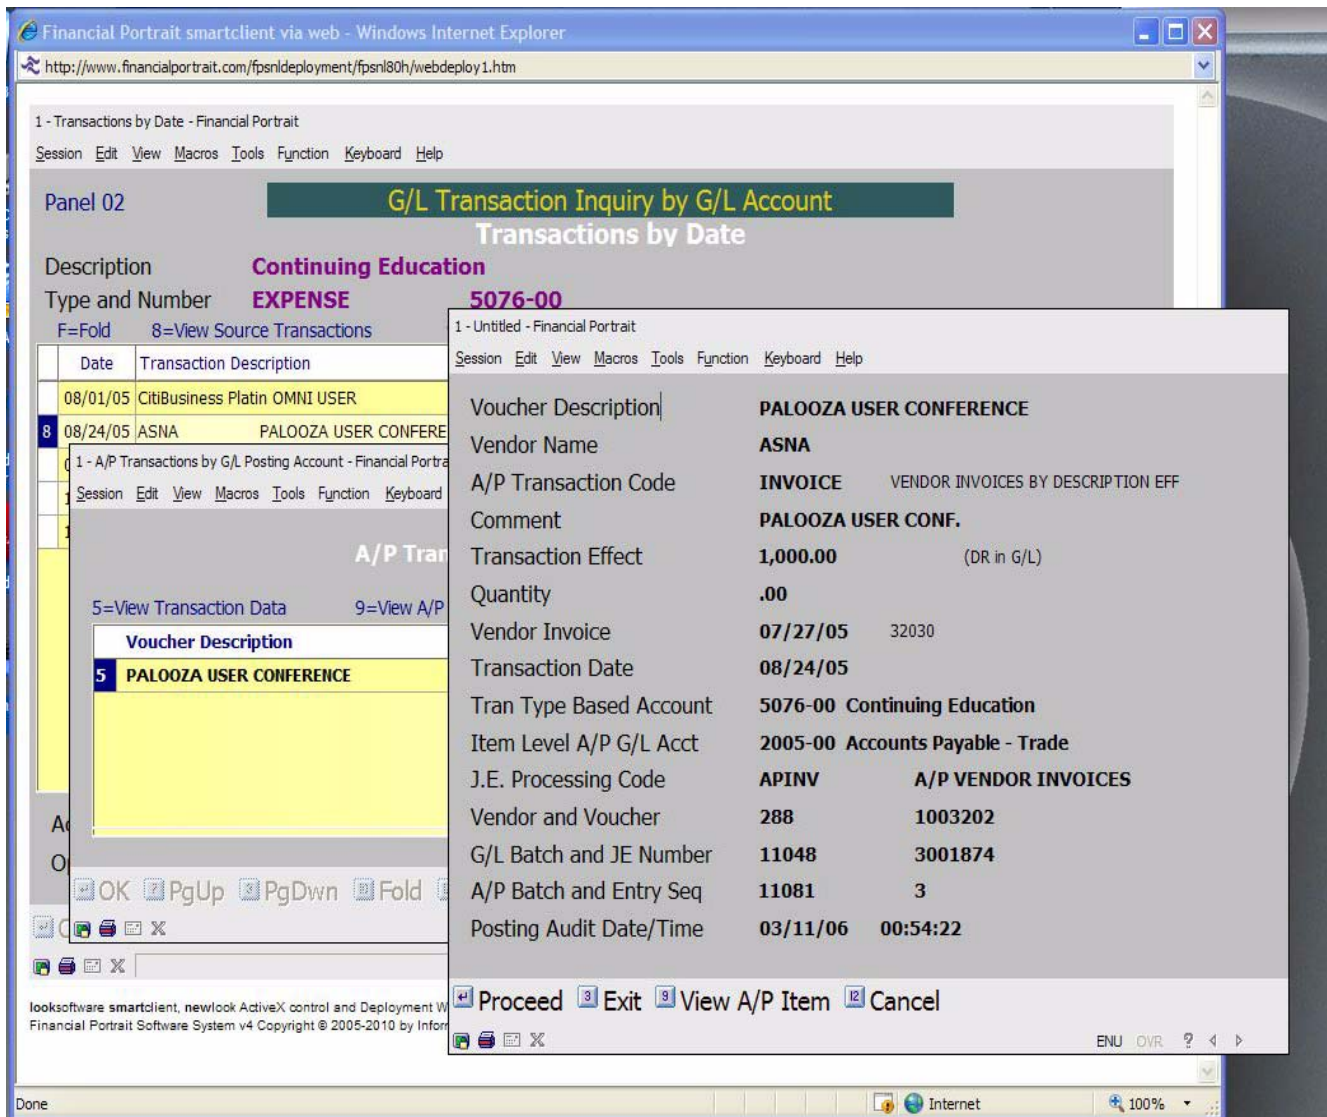 Financial Portrait smartclient via web - Windows Internet Explorer
http://www.financialportrait.com/fpsnldeployment/fpsnl80h/webdeploy1.htm
1 - Transactions by Date - Financial Portrait
Session Edit View Macros Tools Function Keyboard Help
Panel 02 G/L Transaction Inquiry by G/L Account
Transactions by Date
Description Continuing Education
Type and Number EXPENSE 5076-00
F=Fold 8=View Source Transactions
Date Transaction Description
08/01/05 CitiBusiness Platin OMNI USER
8 08/24/05 ASNA PALOOZA USER CONFERE
1 - A/P Transactions by G/L Posting Account - Financial Portra
Session Edit View Macros Tools Function Keyboard
A/P Tran
5=View Transaction Data 9=View A/P
Voucher Description
5 PALOOZA USER CONFERENCE
OK PgUp PgDwn Fold
looksoftware smartclient, newlook ActiveX control and Deployment W
Financial Portrait Software System v4 Copyright © 2005-2010 by Infor
1 - Untitled - Financial Portrait
Session Edit View Macros Tools Function Keyboard Help
Voucher Description PALOOZA USER CONFERENCE
Vendor Name ASNA
A/P Transaction Code INVOICE VENDOR INVOICES BY DESCRIPTION EFF
Comment PALOOZA USER CONF.
Transaction Effect 1,000.00 (DR in G/L)
Quantity .00
Vendor Invoice 07/27/05 32030
Transaction Date 08/24/05
Tran Type Based Account 5076-00 Continuing Education
Item Level A/P G/L Acct 2005-00 Accounts Payable - Trade
J.E. Processing Code APINV A/P VENDOR INVOICES
Vendor and Voucher 288 1003202
G/L Batch and JE Number 11048 3001874
A/P Batch and Entry Seq 11081 3
Posting Audit Date/Time 03/11/06 00:54:22
Proceed 3 Exit 9 View A/P Item 12 Cancel
ENU OVR ?
Done Internet 100%